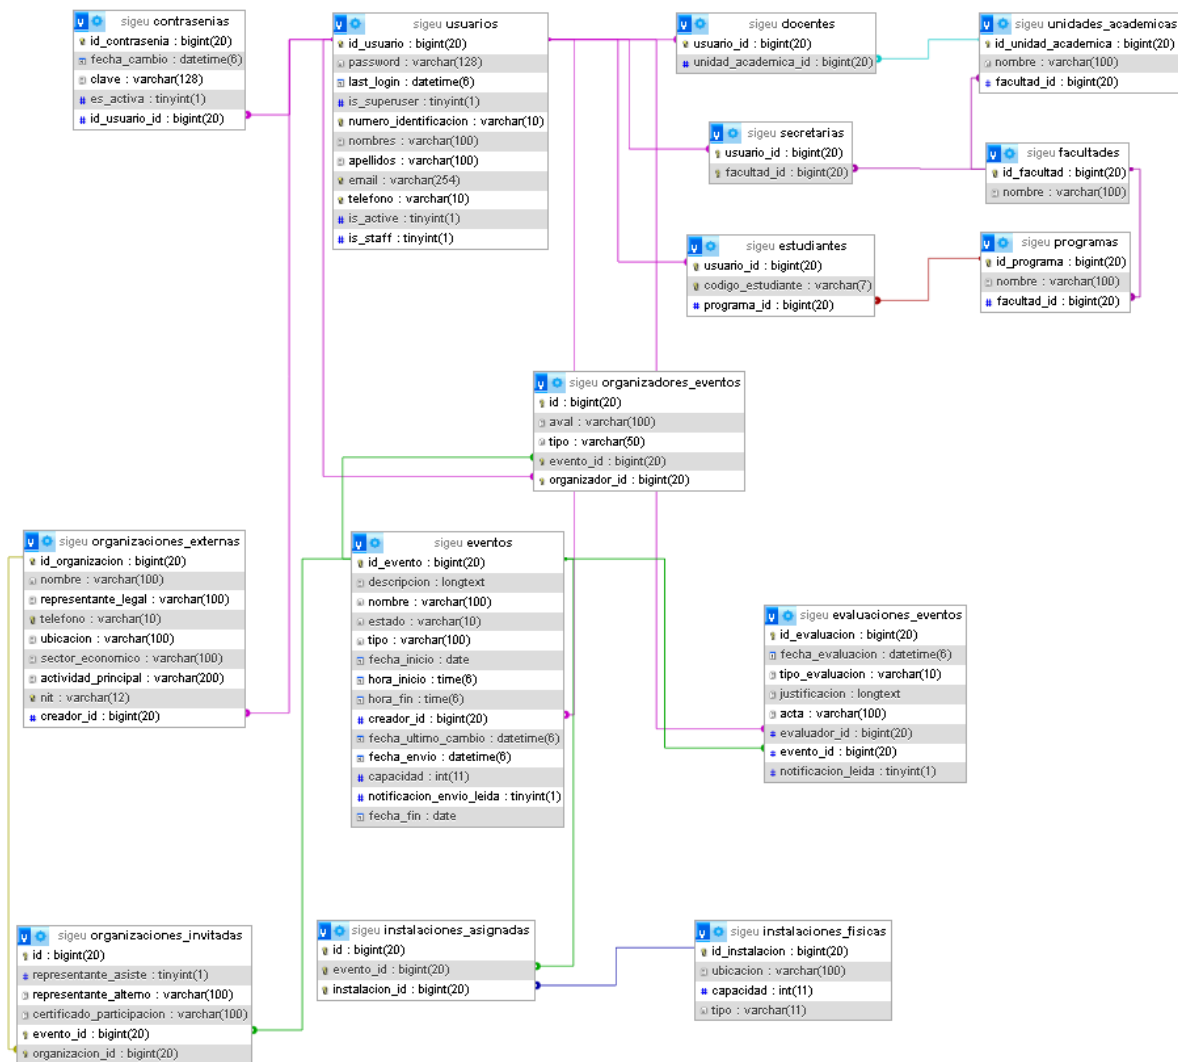 sigeu contrasenias
id_contrasenia : bigint(20)
fecha_cambio : datetime(6)
clave : varchar(128)
es_activa : tinyint(1)
id_usuario_id : bigint(20)
sigeu usuarios
id_usuario : bigint(20)
password : varchar(128)
last_login : datetime(6)
is_superuser : tinyint(1)
numero_identificacion : varchar(10)
nombres : varchar(100)
apellidos : varchar(100)
email : varchar(254)
telefono : varchar(10)
is_active : tinyint(1)
is_staff : tinyint(1)
sigeu docentes
usuario_id : bigint(20)
unidad_academica_id : bigint(20)
sigeu unidades_academicas
id_unidad_academica : bigint(20)
nombre : varchar(100)
facultad_id : bigint(20)
sigeu secretarias
usuario_id : bigint(20)
facultad_id : bigint(20)
sigeu facultades
id_facultad : bigint(20)
nombre : varchar(100)
sigeu estudiantes
usuario_id : bigint(20)
codigo_estudiante : varchar(7)
programa_id : bigint(20)
sigeu programas
id_programa : bigint(20)
nombre : varchar(100)
facultad_id : bigint(20)
sigeu organizadores_eventos
id : bigint(20)
aval : varchar(100)
tipo : varchar(50)
evento_id : bigint(20)
organizador_id : bigint(20)
sigeu organizaciones_externas
id_organizacion : bigint(20)
nombre : varchar(100)
representante_legal : varchar(100)
telefono : varchar(10)
ubicacion : varchar(100)
sector_economico : varchar(100)
actividad_principal : varchar(200)
nit : varchar(12)
creador_id : bigint(20)
sigeu eventos
id_evento : bigint(20)
descripcion : longtext
nombre : varchar(100)
estado : varchar(10)
tipo : varchar(100)
fecha_inicio : date
hora_inicio : time(6)
hora_fin : time(6)
creador_id : bigint(20)
fecha_ultimo_cambio : datetime(6)
fecha_envio : datetime(6)
capacidad : int(11)
notificacion_envio_leida : tinyint(1)
fecha_fin : date
sigeu evaluaciones_eventos
id_evaluacion : bigint(20)
fecha_evaluacion : datetime(6)
tipo_evaluacion : varchar(10)
justificacion : longtext
acta : varchar(100)
evaluador_id : bigint(20)
evento_id : bigint(20)
notificacion_leida : tinyint(1)
sigeu organizaciones_invitadas
id : bigint(20)
representante_asiste : tinyint(1)
representante_alterno : varchar(100)
certificado_participacion : varchar(100)
evento_id : bigint(20)
organizacion_id : bigint(20)
sigeu instalaciones_asignadas
id : bigint(20)
evento_id : bigint(20)
instalacion_id : bigint(20)
sigeu instalaciones_fisicas
id_instalacion : bigint(20)
ubicacion : varchar(100)
capacidad : int(11)
tipo : varchar(11)